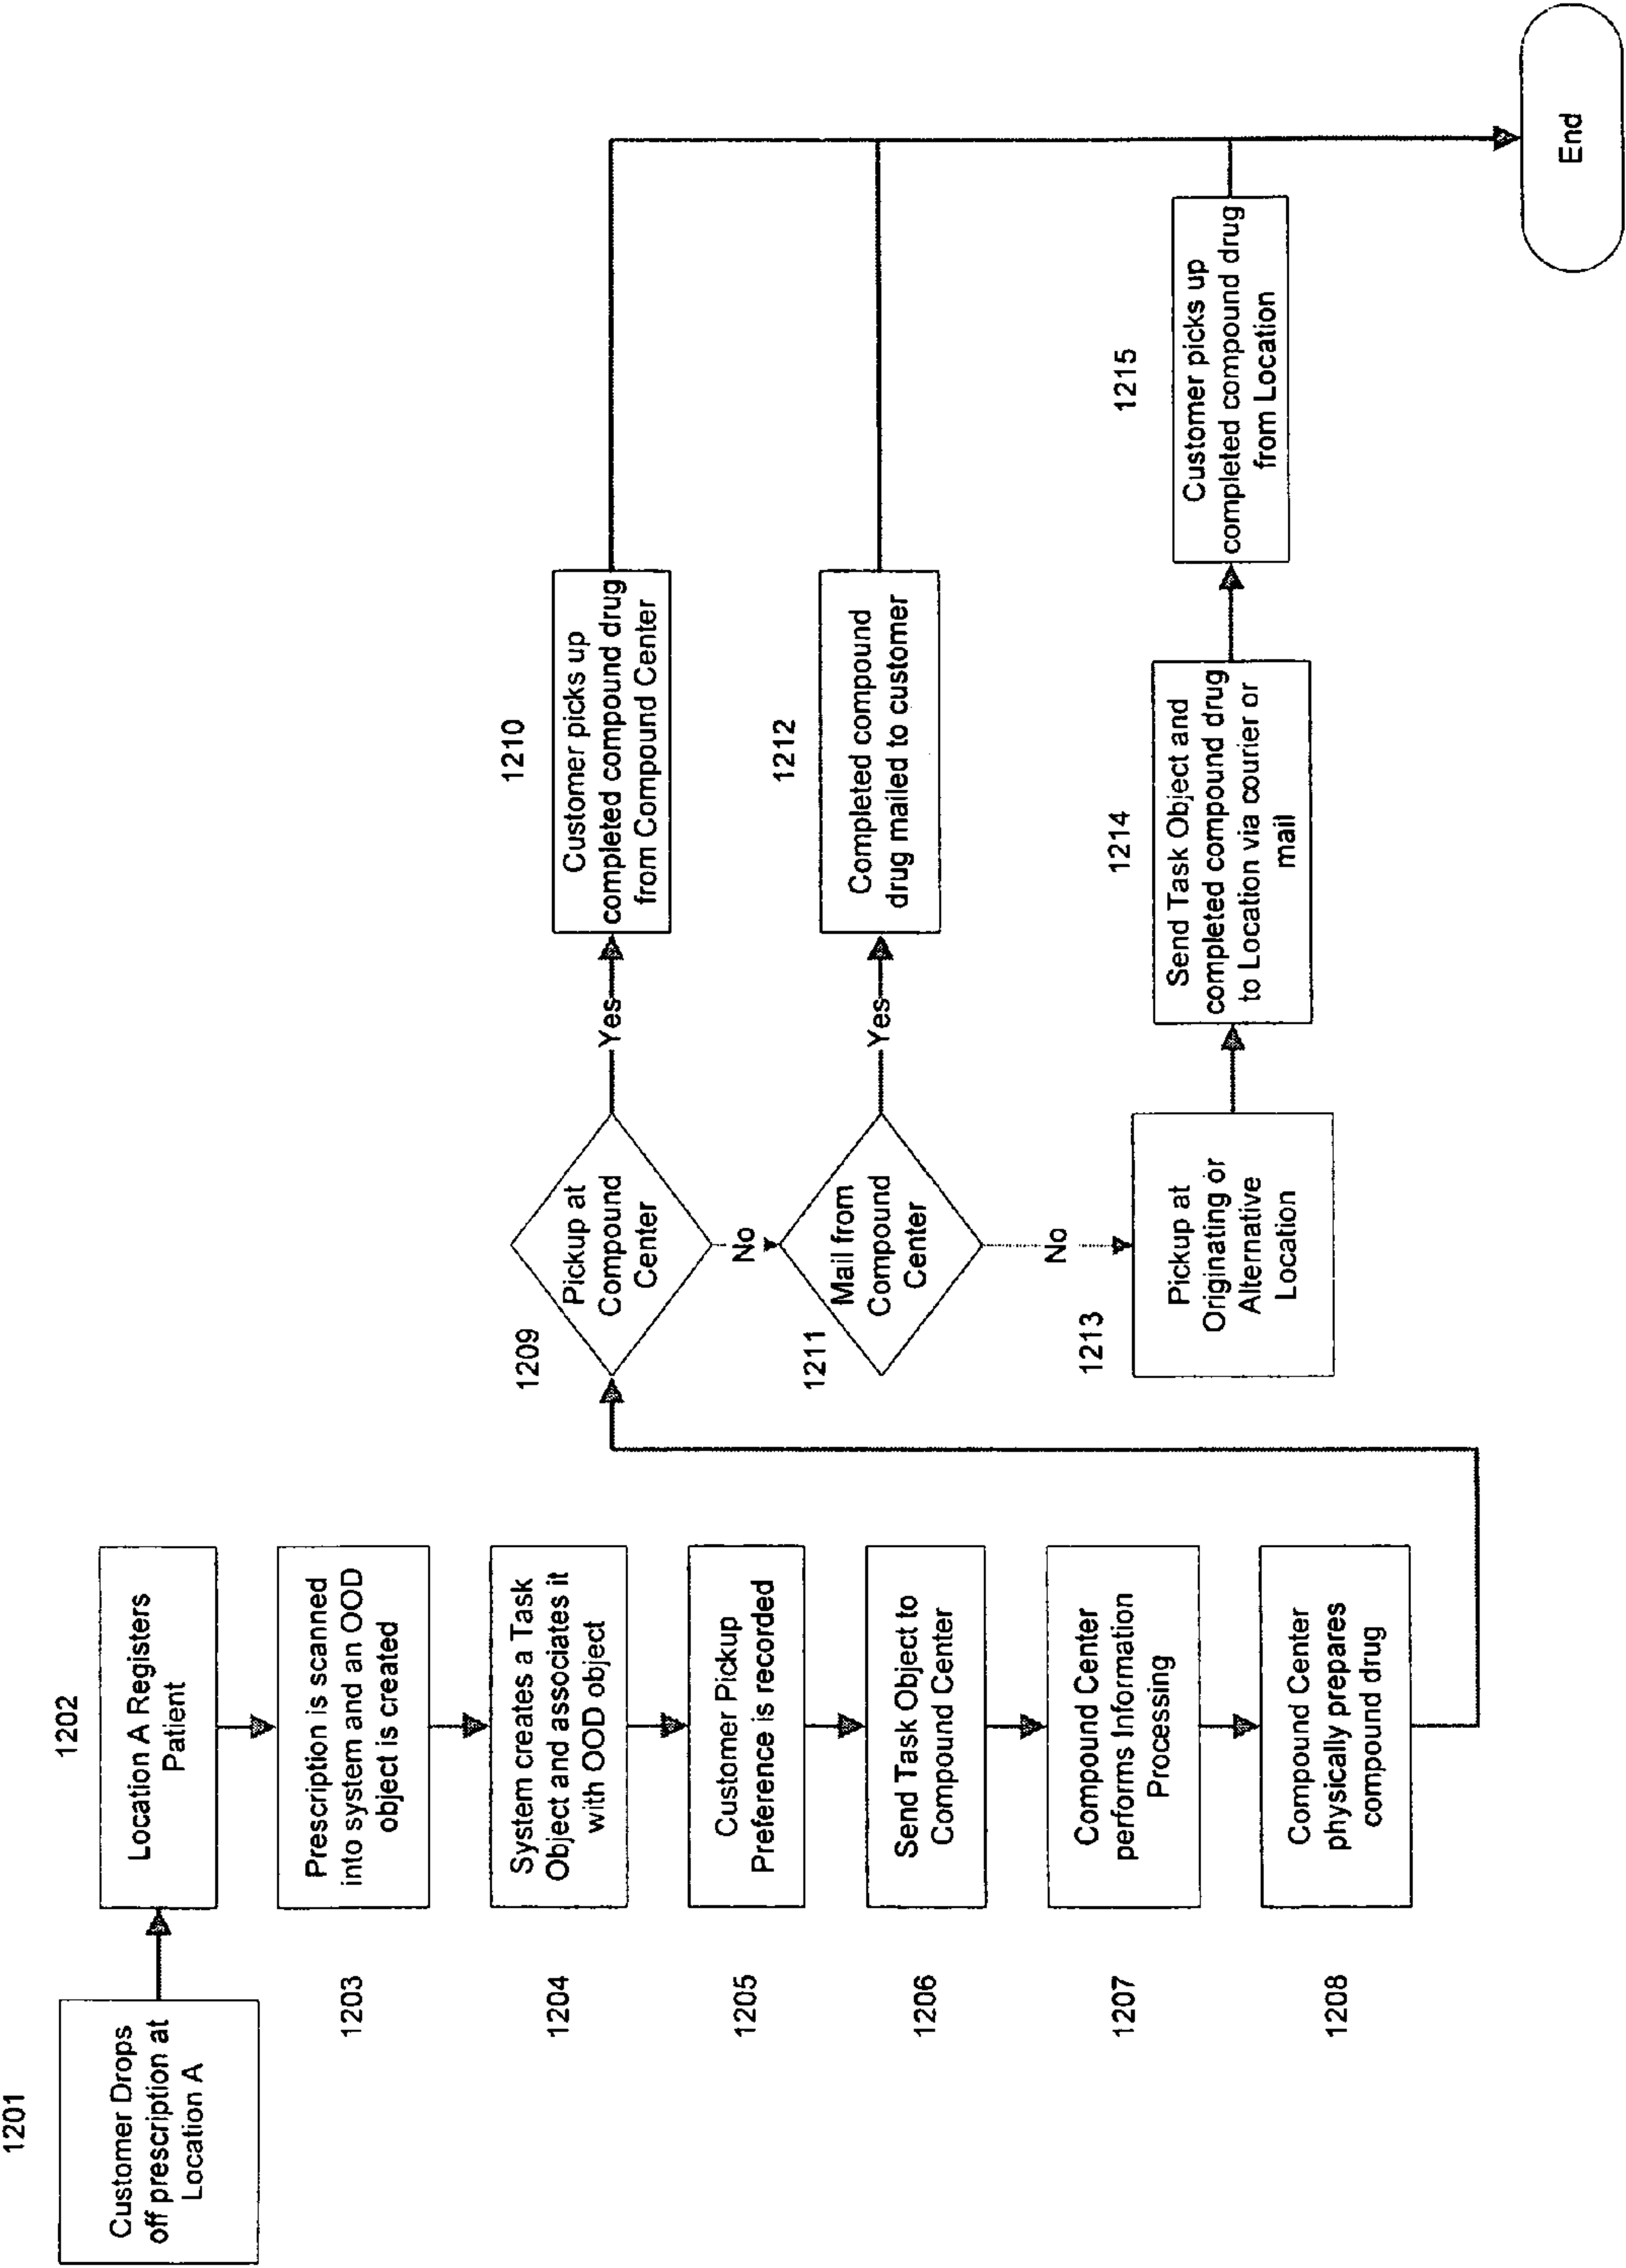 1201
Customer Drops
off prescription at
Location A
1202
Location A Registers
Patient
1203
Prescription is scanned
into system and an OOD
object is created
1204
System creates a Task
Object and associates it
with OOD object
1205
Customer Pickup
Preference is recorded
1206
Send Task Object to
Compound Center
1207
Compound Center
performs Information
Processing
1208
Compound Center
physically prepares
compound drug
1209
Pickup at
Compound
Center
Yes
No
1210
Customer picks up
completed compound drug
from Compound Center
1211
Mail from
Compound
Center
Yes
No
1212
Completed compound
drug mailed to customer
1213
Pickup at
Originating or
Alternative
Location
1214
Send Task Object and
completed compound drug
to Location via courier or
mail
1215
Customer picks up
completed compound drug
from Location
End